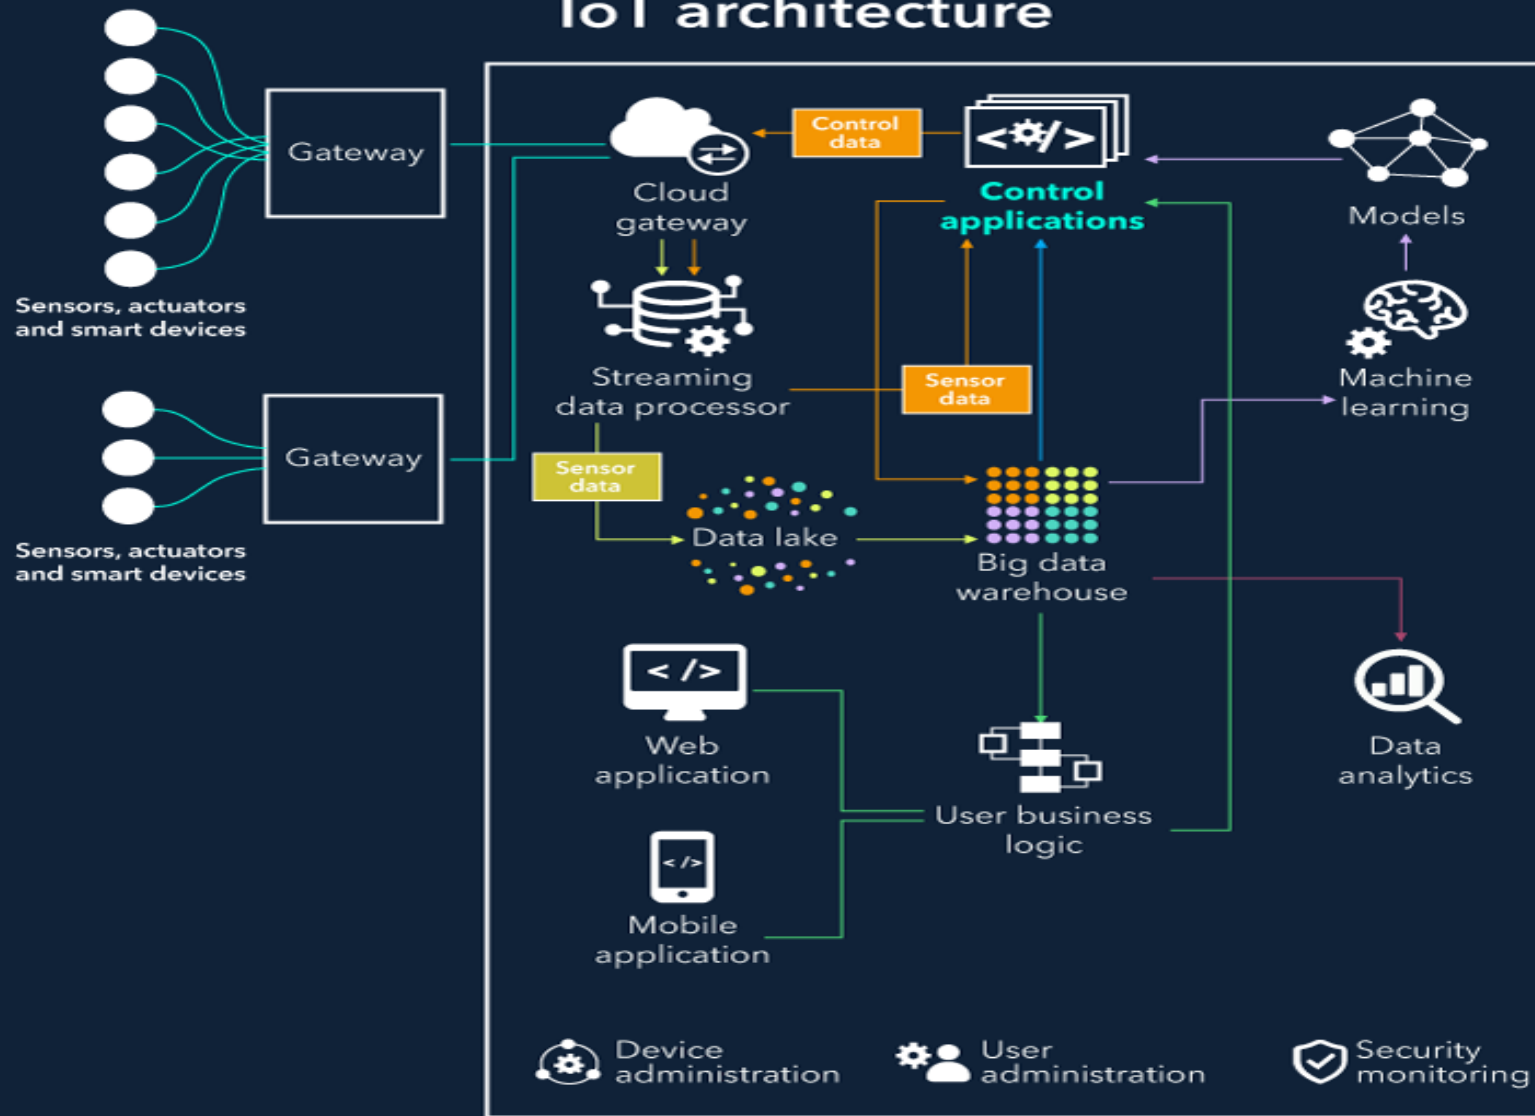 IoT architecture
Gateway
Sensors, actuators
and smart devices
Gateway
Sensors, actuators
and smart devices
Cloud
gateway
Control
data
</>
Control
applications
Models
Streaming
data processor
Sensor
data
Machine
learning
Sensor
data
Data lake
Big data
warehouse
</>
Web
application
User business
logic
Data
analytics
</>
Mobile
application
Device
administration
User
administration
Security
monitoring